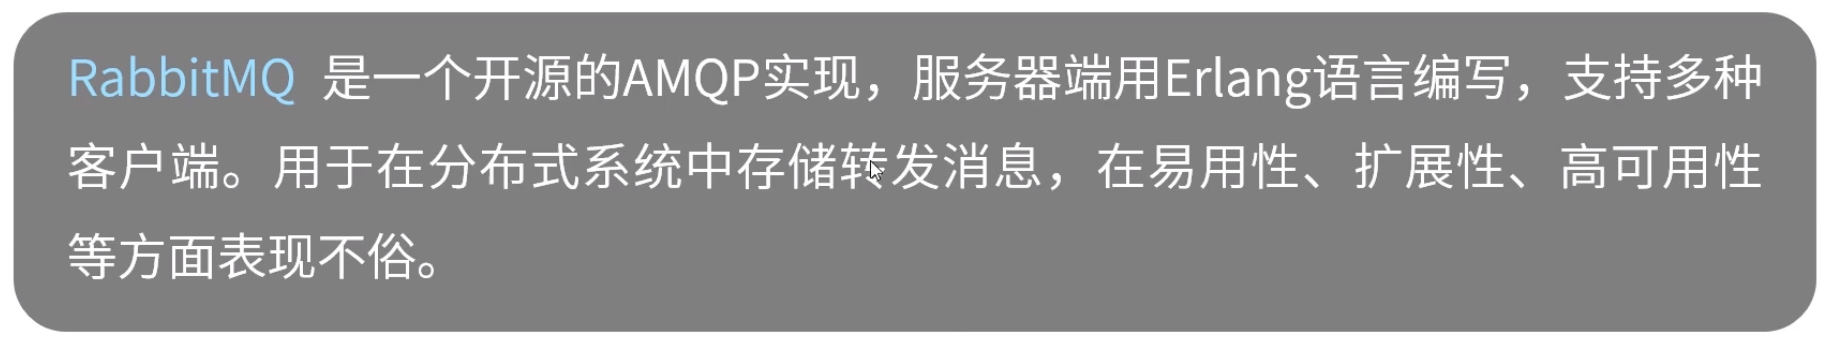 RabbitMQ 是一个开源的AMQP实现，服务器端用Erlang语言编写，支持多种
客户端。用于在分布式系统中存储转发消息，在易用性、扩展性、高可用性
等方面表现不俗。